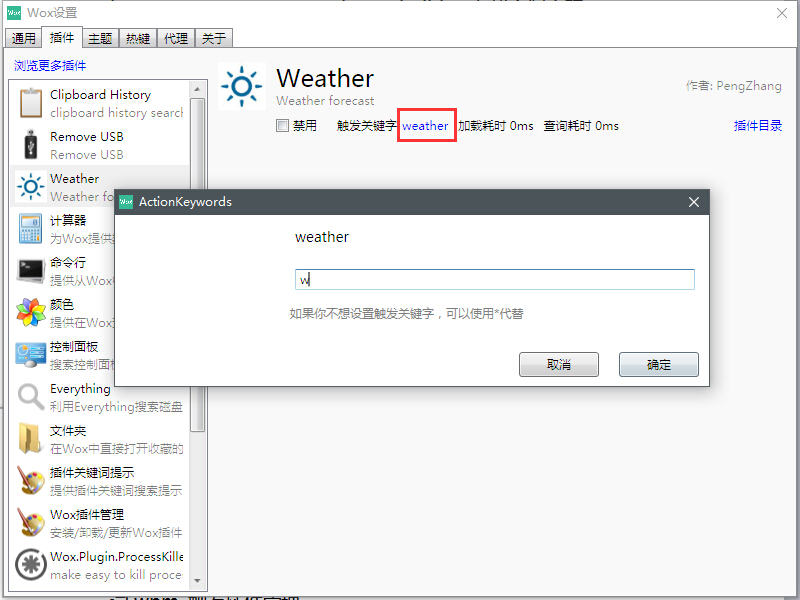 Wox设置
通用 插件 主题 热键 代理 关于
浏览更多插件
Clipboard History
clipboard history search
Remove USB
Remove USB
Weather
Weather fo
计算器
为Wox提供
命令行
提供从Wox
颜色
提供在Wox
控制面板
搜索控制面
Everything
利用Everything搜索磁盘
文件夹
在Wox中直接打开收藏的
插件关键词提示
提供插件关键词搜索提示
Wox插件管理
安装/卸载/更新Wox插件
Wox.Plugin.ProcessKille
make easy to kill proce
Weather
Weather forecast
作者: PengZhang
禁用 触发关键字 weather 加载耗时 0ms 查询耗时 0ms 插件目录
Wox ActionKeywords
weather
w
如果你不想设置触发关键字，可以使用*代替
取消 确定